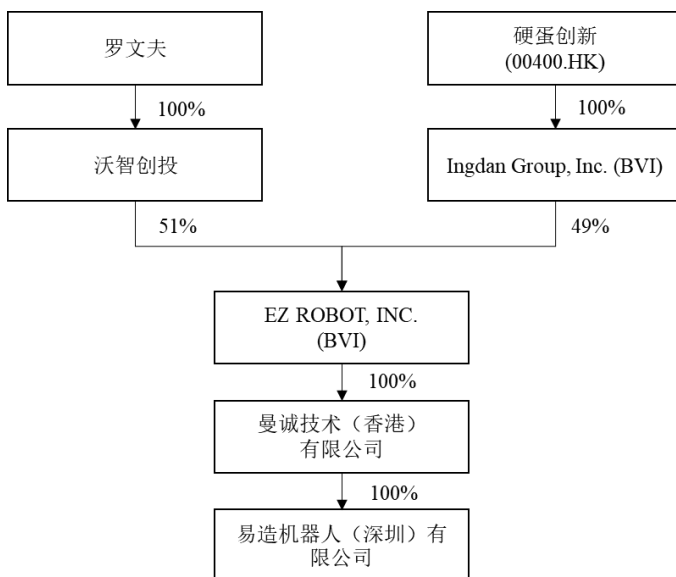 罗文夫
硬蛋创新
(00400.HK)
100%
100%
沃智创投
Ingdan Group, Inc. (BVI)
51%
49%
EZ ROBOT, INC.
(BVI)
100%
曼诚技术（香港）
有限公司
100%
易造机器人（深圳）有
限公司